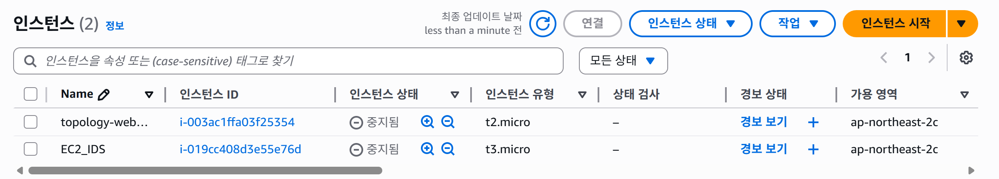 인스턴스 (2) 정보
최종 업데이트 날짜
less than a minute 전
연결
인스턴스 상태
작업
인스턴스 시작
인스턴스을 속성 또는 (case-sensitive) 태그로 찾기
모든 상태
1
Name 인스턴스 ID 인스턴스 상태 인스턴스 유형 상태 검사 경보 상태 가용 영역
topology-web... i-003ac1ffa03f25354 중지됨 t2.micro – 경보 보기 + ap-northeast-2c
EC2_IDS i-019cc408d3e55e76d 중지됨 t3.micro – 경보 보기 + ap-northeast-2c